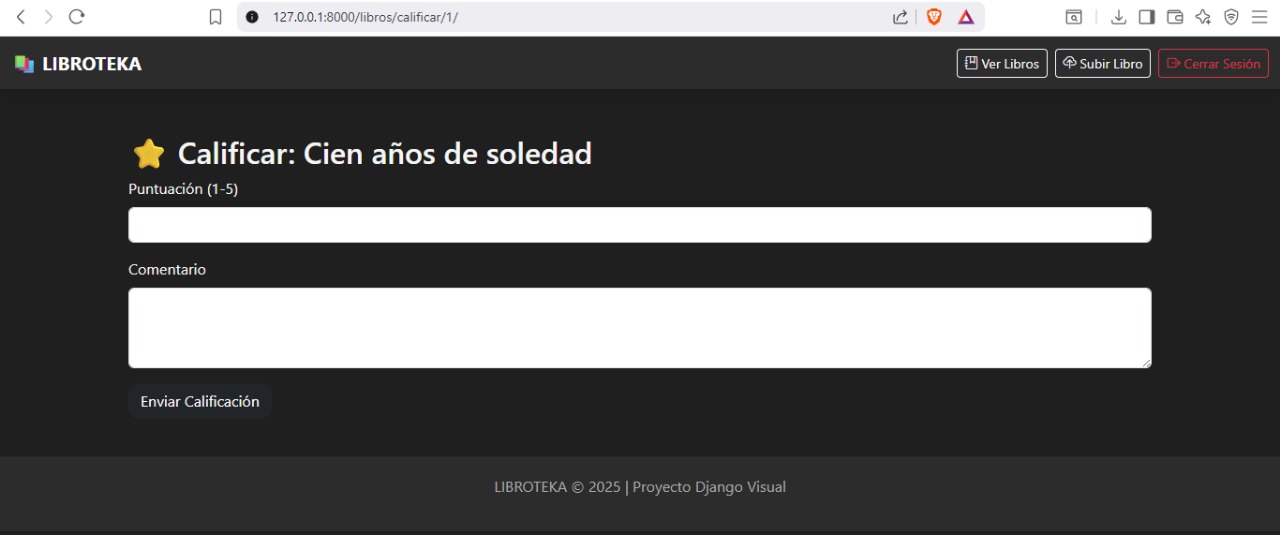 127.0.0.1:8000/libros/calificar/1/
LIBROTEKA
Ver Libros
Subir Libro
Cerrar Sesión
Calificar: Cien años de soledad
Puntuación (1-5)
Comentario
Enviar Calificación
LIBROTEKA © 2025 | Proyecto Django Visual